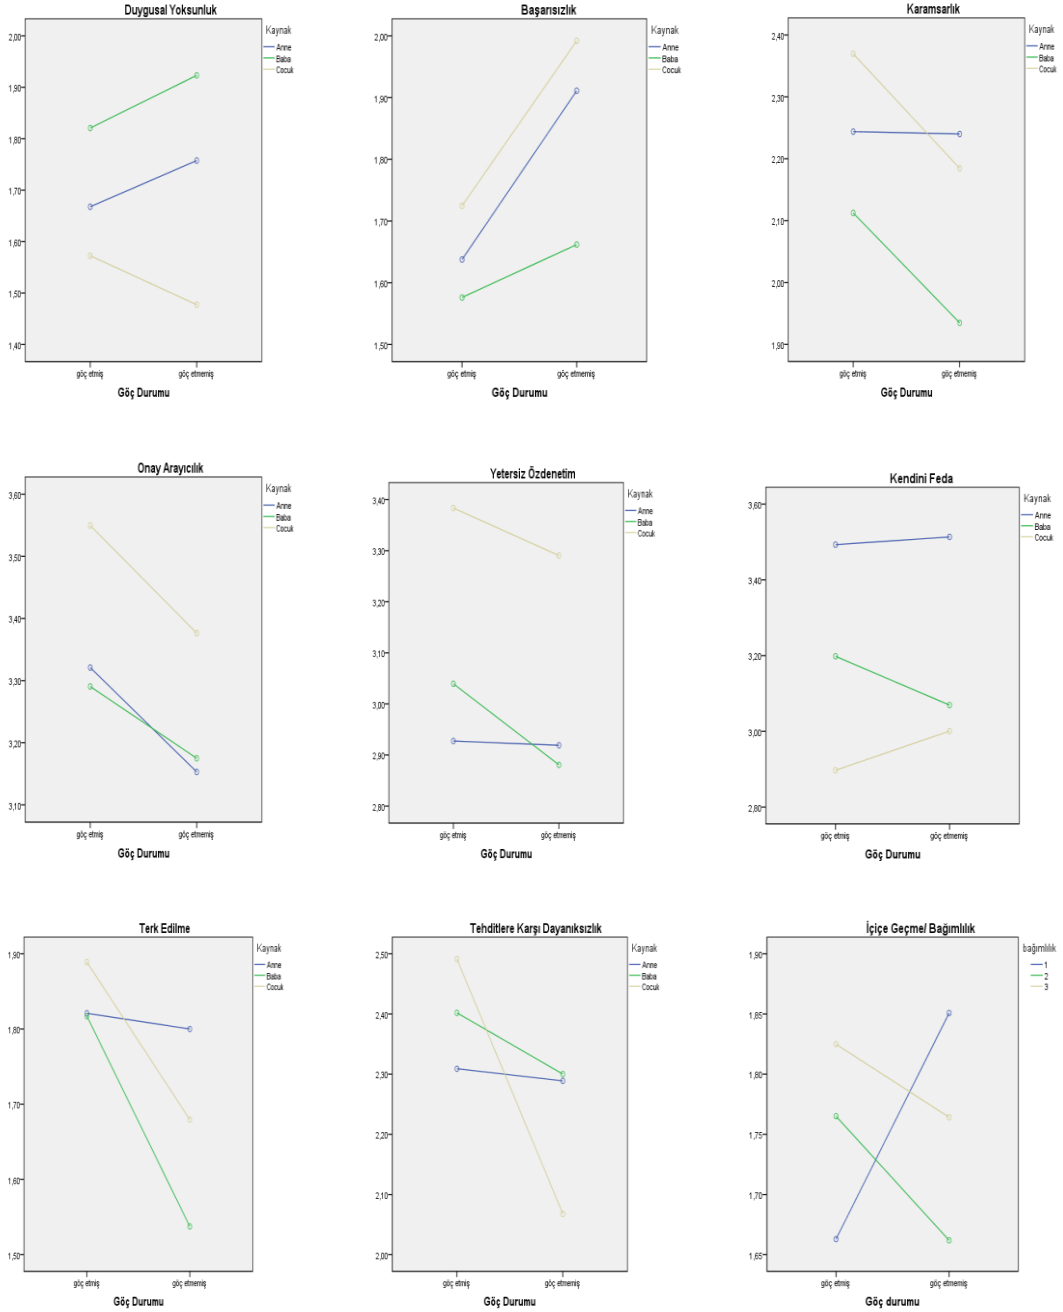 Duygusal Yoksunluk
2,00
1,90
1,80
1,70
1,60
1,50
1,40
Kaynak
Anne
Baba
Cocuk
göç etmiş
göç etmemiş
Göç Durumu
Başarısızlık
2,00
1,90
1,80
1,70
1,60
1,50
Kaynak
Anne
Baba
Cocuk
göç etmiş
göç etmemiş
Göç Durumu
Karamsarlık
2,40
2,30
2,20
2,10
2,00
1,90
Kaynak
Anne
Baba
Cocuk
göç etmiş
göç etmemiş
Göç Durumu
Onay Arayıcılık
3,60
3,50
3,40
3,30
3,20
3,10
Kaynak
Anne
Baba
Cocuk
göç etmiş
göç etmemiş
Göç Durumu
Yetersiz Özdenetim
3,40
3,30
3,20
3,10
3,00
2,90
2,80
Kaynak
Anne
Baba
Cocuk
göç etmiş
göç etmemiş
Göç Durumu
Kendini Feda
3,60
3,40
3,20
3,00
2,80
Kaynak
Anne
Baba
Cocuk
göç etmiş
göç etmemiş
Göç Durumu
Terk Edilme
1,90
1,80
1,70
1,60
1,50
Kaynak
Anne
Baba
Cocuk
göç etmiş
göç etmemiş
Göç Durumu
Tehditlere Karşı Dayanıksızlık
2,50
2,40
2,30
2,20
2,10
2,00
Kaynak
Anne
Baba
Cocuk
göç etmiş
göç etmemiş
Göç Durumu
İçiçe Geçme/ Bağımlılık
1,90
1,85
1,80
1,75
1,70
1,65
bağımlılık
1
2
3
göç etmiş
göç etmemiş
Göç durumu